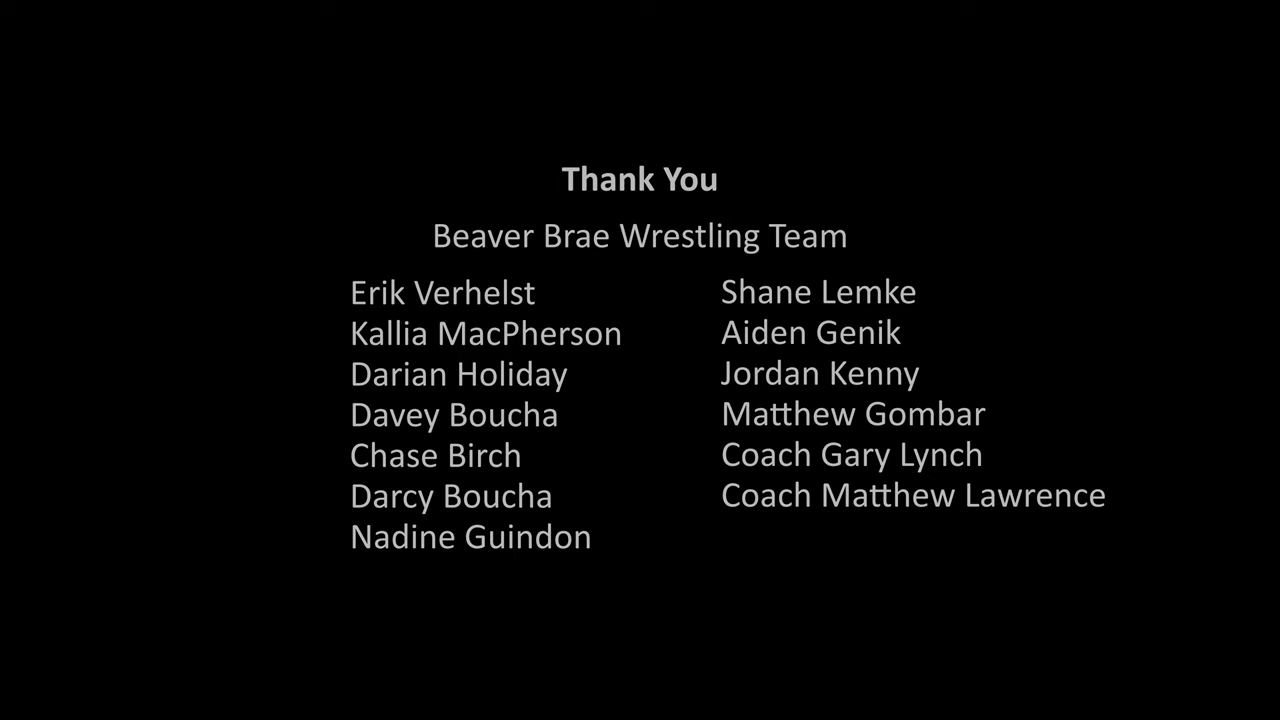 Thank You
Beaver Brae Wrestling Team
Erik Verhelst
Kallia MacPherson
Darian Holiday
Davey Boucha
Chase Birch
Darcy Boucha
Nadine Guindon
Shane Lemke
Aiden Genik
Jordan Kenny
Matthew Gombar
Coach Gary Lynch
Coach Matthew Lawrence